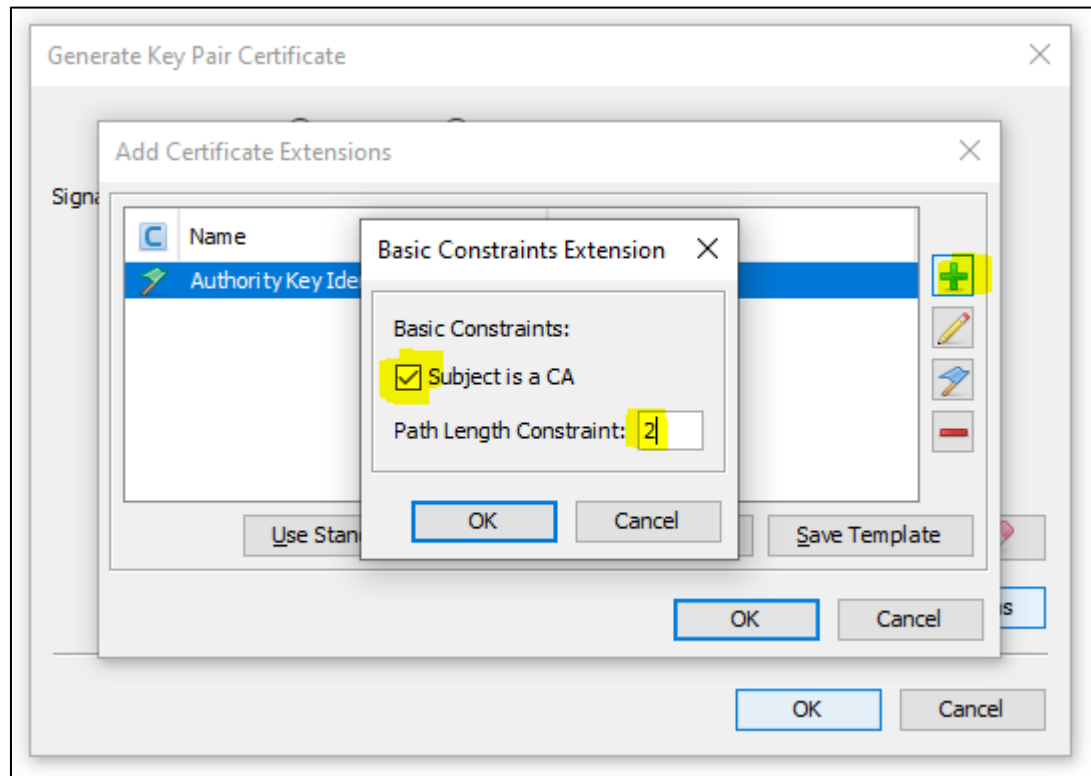 Generate Key Pair Certificate
Add Certificate Extensions
Signa
Name
Authority Key Ide
Basic Constraints Extension
Basic Constraints:
Subject is a CA
Path Length Constraint: 2
OK Cancel
Use Stan
Save Template
OK Cancel
s
OK Cancel